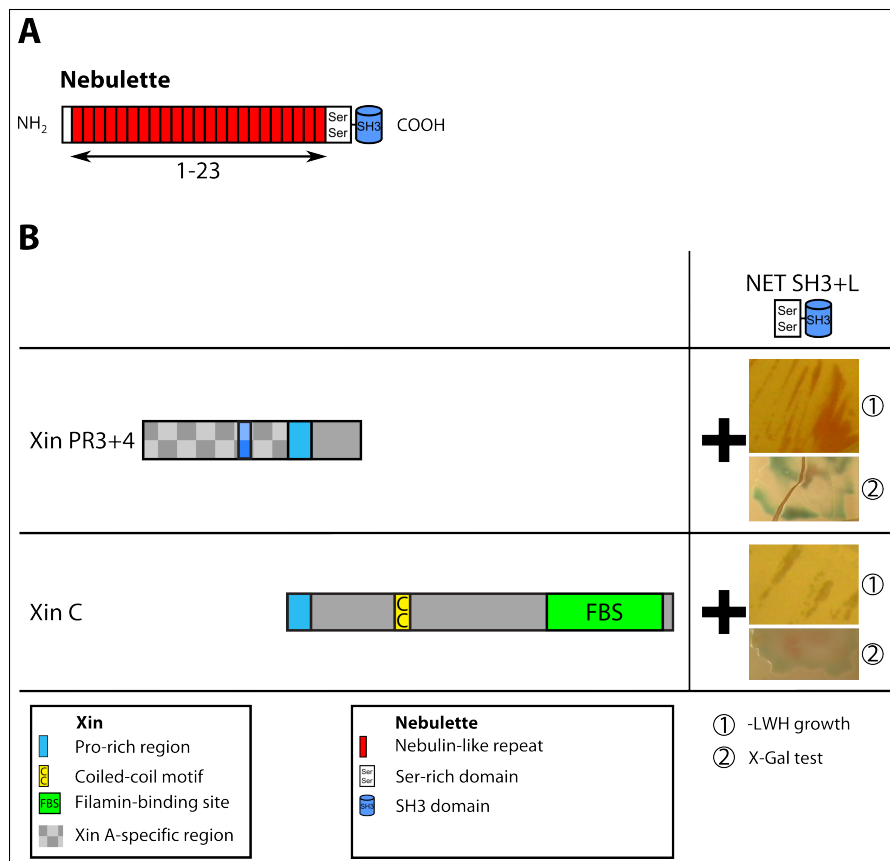 A
Nebulette
NH2
Ser
Ser
SH3
COOH
1-23
B
NET SH3+L
Ser
Ser
SH3
Xin PR3+4
+
①
②
Xin C
C
C
FBS
+
①
②
Xin
Pro-rich region
C
C
Coiled-coil motif
FBS
Filamin-binding site
Xin A-specific region
Nebulette
Nebulin-like repeat
Ser
Ser
Ser-rich domain
SH3
SH3 domain
① -LWH growth
② X-Gal test